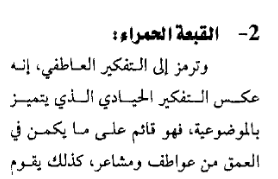 2- القبعة الحمراء:
وترمز إلى التفكير العاطفي، إنه
عكس التفكير الحيادي الذي يتميز
بالموضوعية، فهو قائم على ما يكمن في
العمق من عواطف ومشاعر، كذلك يقوم